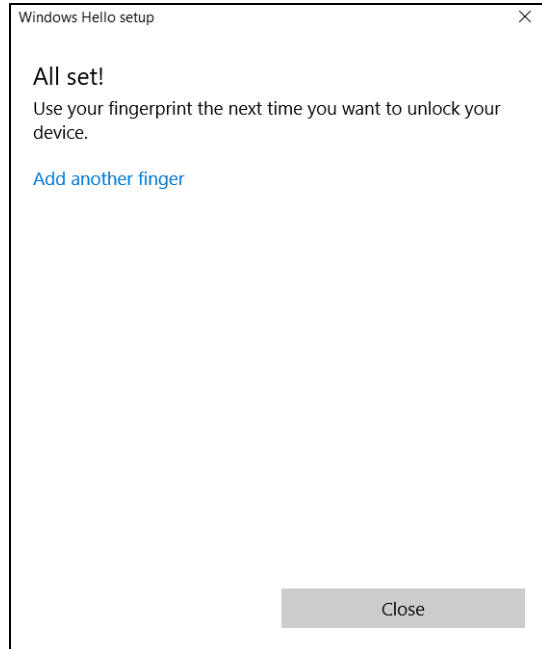 Windows Hello setup
All set!
Use your fingerprint the next time you want to unlock your
device.
Add another finger
Close